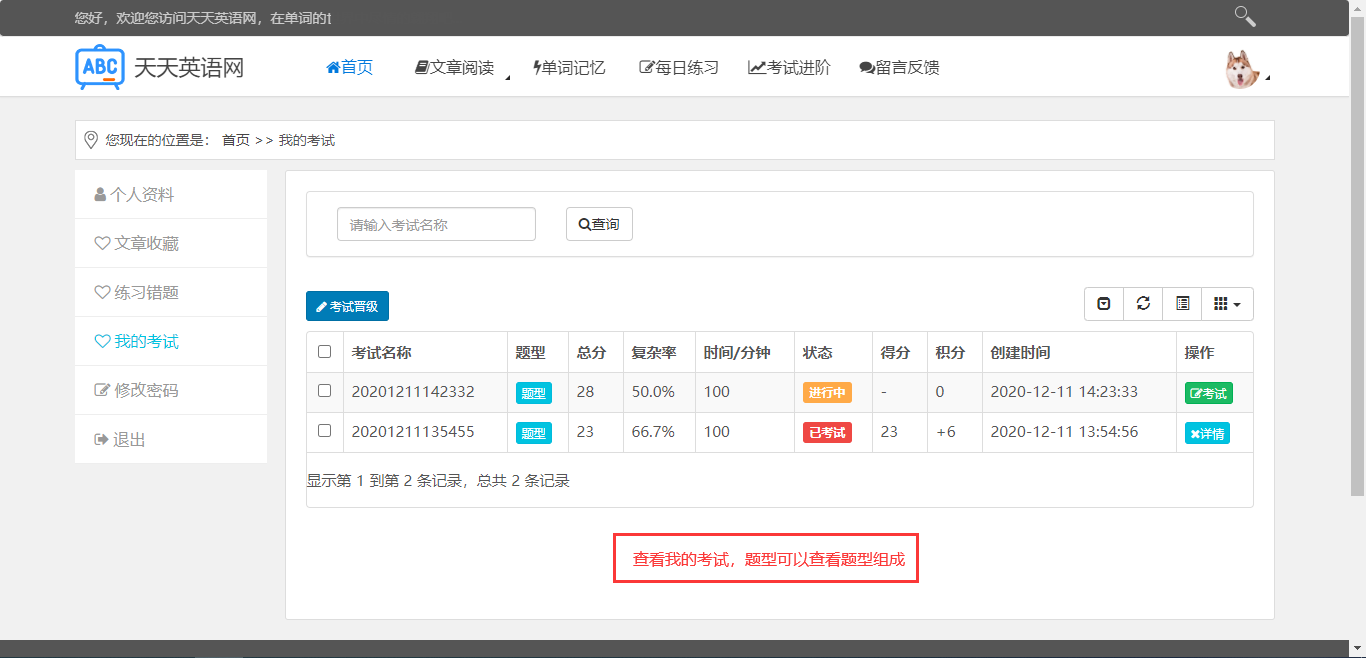 您好，欢迎您访问天天英语网，在单词的t
ABC 天天英语网 首页 文章阅读 单词记忆 每日练习 考试进阶 留言反馈
您现在的位置是： 首页 >> 我的考试
个人资料
文章收藏
练习错题
我的考试
修改密码
退出
请输入考试名称 查询
考试晋级
考试名称 题型 总分 复杂率 时间/分钟 状态 得分 积分 创建时间 操作
20201211142332 题型 28 50.0% 100 进行中 - 0 2020-12-11 14:23:33 考试
20201211135455 题型 23 66.7% 100 已考试 23 +6 2020-12-11 13:54:56 详情
显示第 1 到第 2 条记录，总共 2 条记录
查看我的考试，题型可以查看题型组成